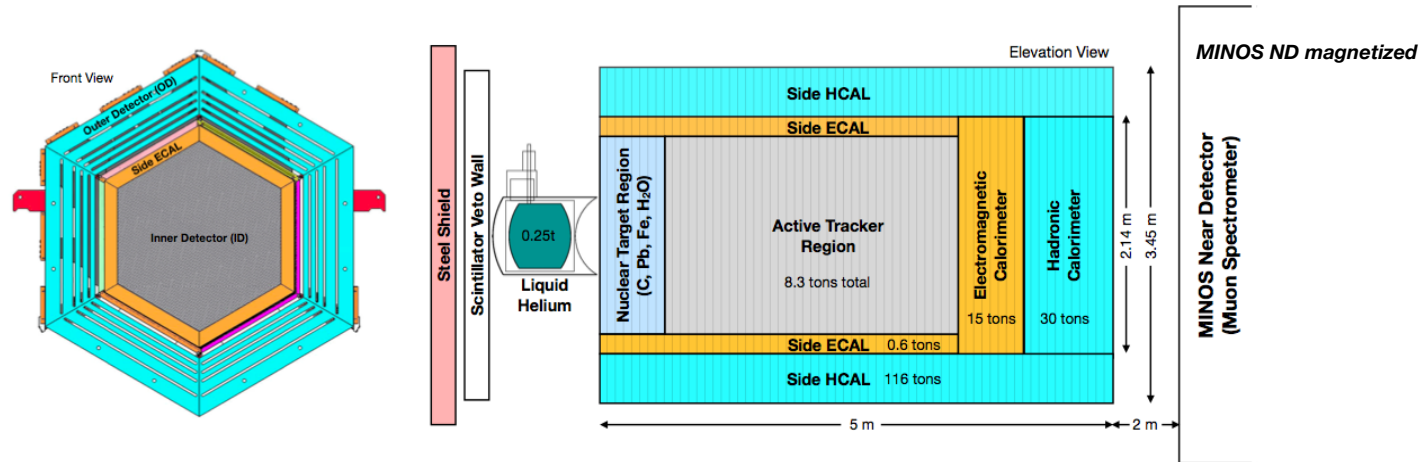 Front View
Outer Detector (OD)
Side ECAL
Inner Detector (ID)
Steel Shield
Scintillator Veto Wall
0.25t
Liquid
Helium
Elevation View
Side HCAL
Side ECAL
Nuclear Target Region
(C, Pb, Fe, H₂O)
Active Tracker
Region
8.3 tons total
Electromagnetic
Calorimeter
15 tons
Hadronic
Calorimeter
30 tons
Side ECAL 0.6 tons
Side HCAL 116 tons
2.14 m
3.45 m
5 m
2 m
MINOS ND magnetized
MINOS Near Detector
(Muon Spectrometer)